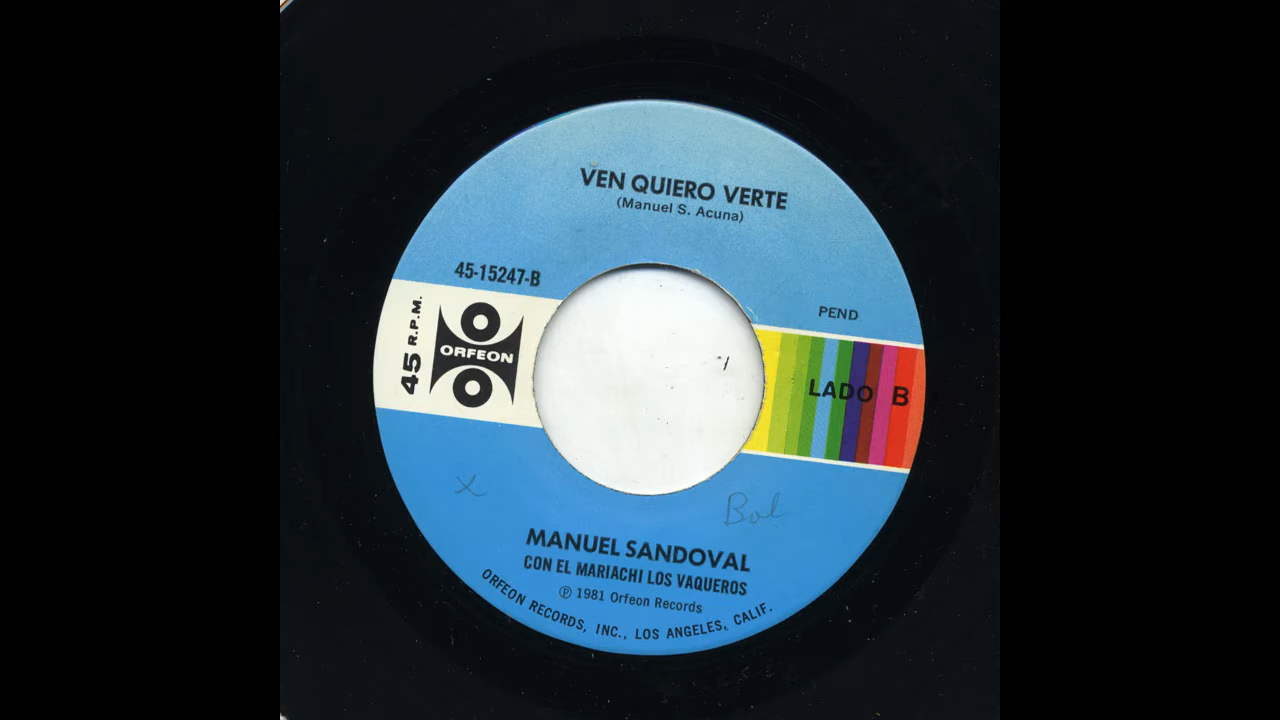 VEN QUIERO VERTE
(Manuel S. Acuna)
45-15247-B
PEND
45 R.P.M.
ORFEON
LADO B
x
Bol
MANUEL SANDOVAL
CON EL MARIACHI LOS VAQUEROS
℗ 1981 Orfeon Records
ORFEON RECORDS, INC., LOS ANGELES, CALIF.